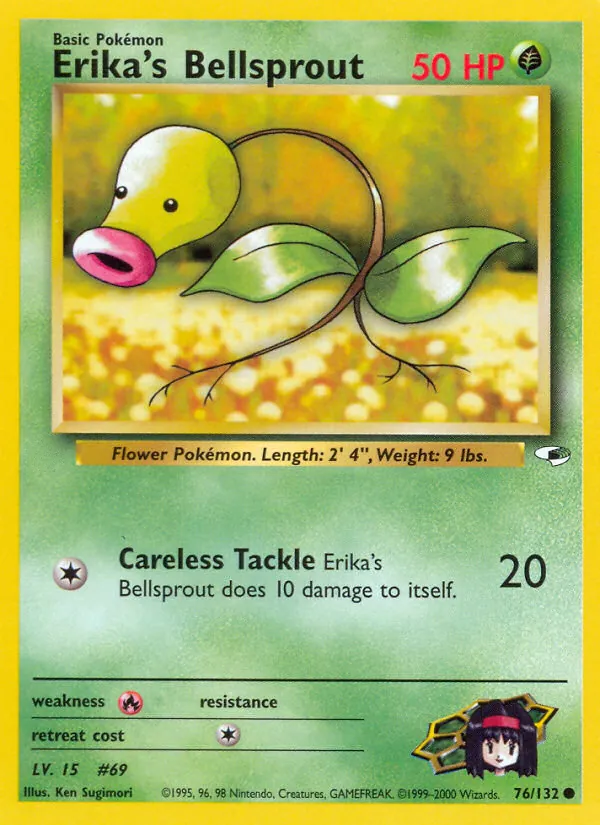 Basic Pokémon
Erika's Bellsprout 50 HP
Flower Pokémon. Length: 2' 4", Weight: 9 lbs.
Careless Tackle Erika's
Bellsprout does 10 damage to itself.
20
weakness resistance
retreat cost
LV. 15 #69
Illus. Ken Sugimori ©1995, 96, 98 Nintendo, Creatures, GAMEFREAK. ©1999-2000 Wizards. 76/132